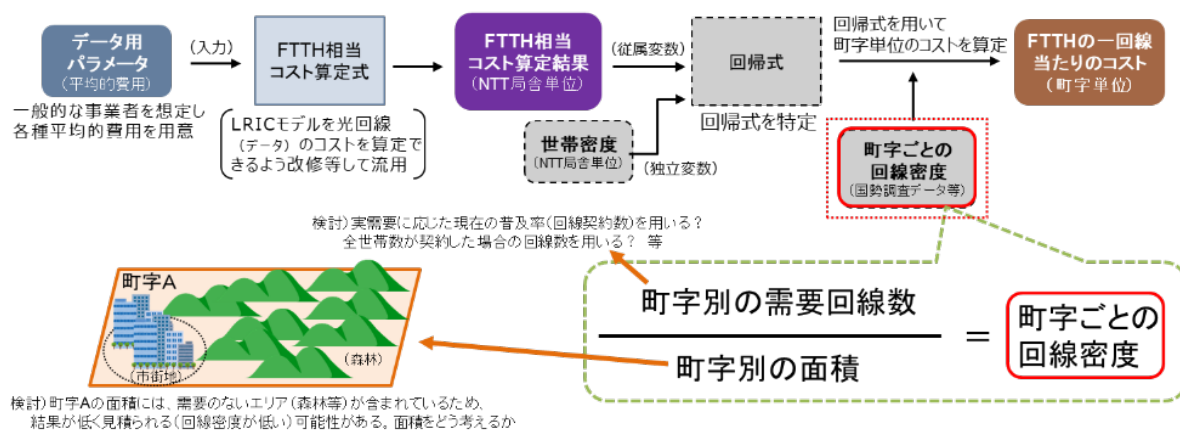 データ用
パラメータ
(平均的費用)
(入力)
FTTH相当
コスト算定式
FTTH相当
コスト算定結果
(NTT局舎単位)
(従属変数)
回帰式
回帰式を用いて
町字単位のコストを算定
FTTHの一回線
当たりのコスト
(町字単位)
一般的な事業者を想定し
各種平均的費用を用意
LRICモデルを光回線
(データ)のコストを算定で
きるよう改修等して流用
世帯密度
(NTT局舎単位)
(独立変数)
回帰式を特定
町字ごとの
回線密度
(国勢調査データ等)
検討)実需要に応じた現在の普及率(回線契約数)を用いる?
全世帯数が契約した場合の回線数を用いる? 等
町字A
(市街地)
(森林)
町字別の需要回線数
町字別の面積
=
町字ごとの
回線密度
検討)町字Aの面積には、需要のないエリア(森林等)が含まれているため、
結果が低く見積られる(回線密度が低い)可能性がある。面積をどう考えるか